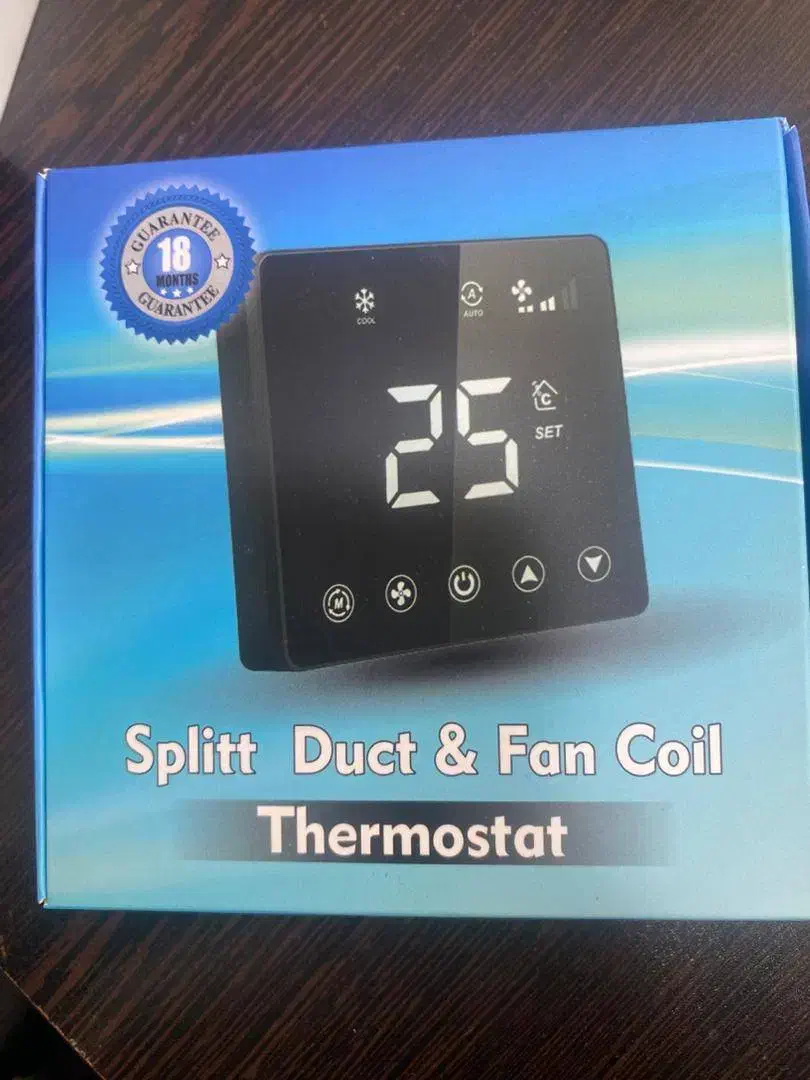 GUARANTEE
18
MONTHS
GUARANTEE
COOL
A
AUTO
25
C
SET
M
Splitt Duct & Fan Coil
Thermostat